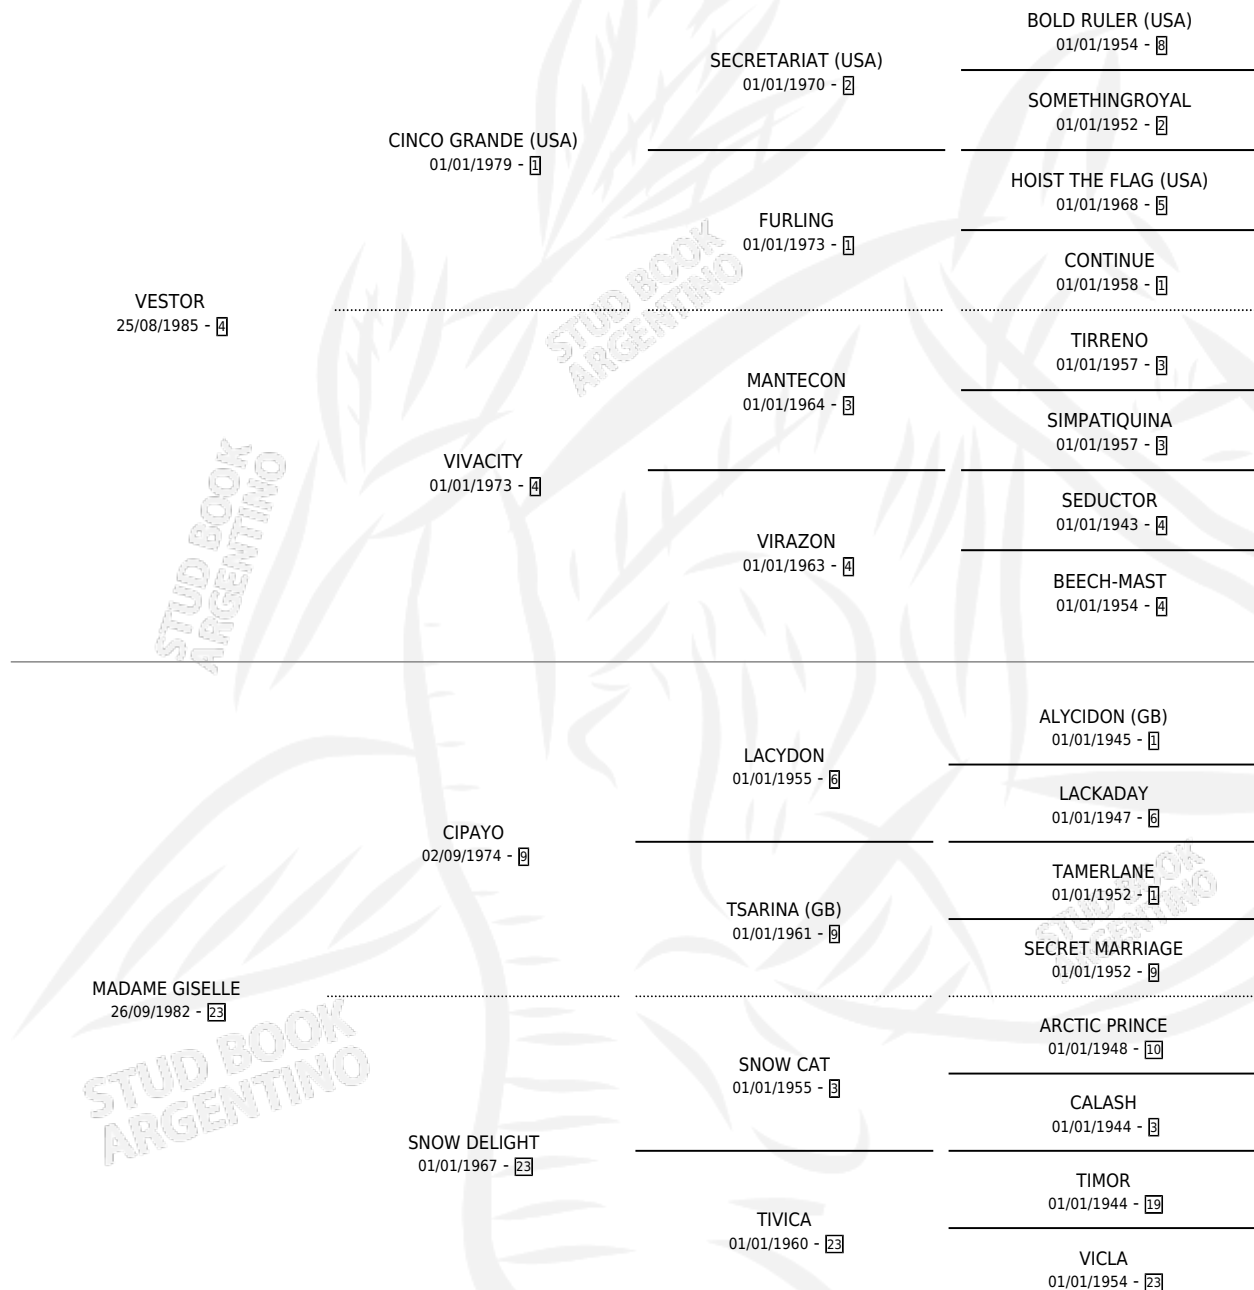 BOLD RULER (USA)
01/01/1954 - 8
SECRETARIAT (USA)
01/01/1970 - 2
SOMETHINGROYAL
01/01/1952 - 2
CINCO GRANDE (USA)
01/01/1979 - 1
HOIST THE FLAG (USA)
01/01/1968 - 5
FURLING
01/01/1973 - 1
CONTINUE
01/01/1958 - 1
VESTOR
25/08/1985 - 4
STUD BOOK
ARGENTINO
TIRRENO
01/01/1957 - 3
MANTECON
01/01/1964 - 3
SIMPATIQUINA
01/01/1957 - 3
VIVACITY
01/01/1973 - 4
SEDUCTOR
01/01/1943 - 4
VIRAZON
01/01/1963 - 4
BEECH-MAST
01/01/1954 - 4
STUD BOOK
ARGENTINO
ALYCIDON (GB)
01/01/1945 - 1
LACYDON
01/01/1955 - 6
LACKADAY
01/01/1947 - 6
CIPAYO
02/09/1974 - 9
TAMERLANE
01/01/1952 - 1
TSARINA (GB)
01/01/1961 - 9
SECRET MARRIAGE
01/01/1952 - 9
STUD BOOK
ARGENTINO
MADAME GISELLE
26/09/1982 - 23
ARCTIC PRINCE
01/01/1948 - 10
SNOW CAT
01/01/1955 - 3
CALASH
01/01/1944 - 3
SNOW DELIGHT
01/01/1967 - 23
TIMOR
01/01/1944 - 19
TIVICA
01/01/1960 - 23
VICLA
01/01/1954 - 23
STUD BOOK
ARGENTINO